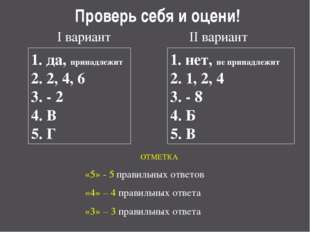 Проверь себя и оцени!
I вариант
1. да, принадлежит
2. 2, 4, 6
3. - 2
4. В
5. Г
II вариант
1. нет, не принадлежит
2. 1, 2, 4
3. - 8
4. Б
5. В
ОТМЕТКА
«5» - 5 правильных ответов
«4» – 4 правильных ответа
«3» – 3 правильных ответа